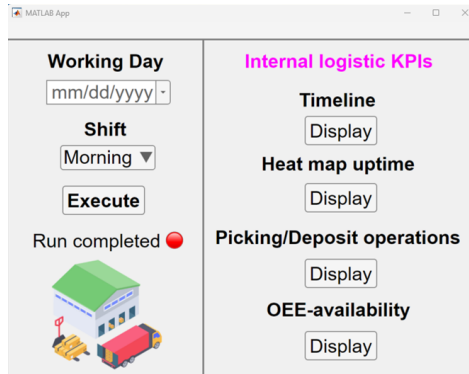 MATLAB App
Working Day
mm/dd/yyyy
Shift
Morning
Execute
Run completed
Internal logistic KPIs
Timeline
Display
Heat map uptime
Display
Picking/Deposit operations
Display
OEE-availability
Display